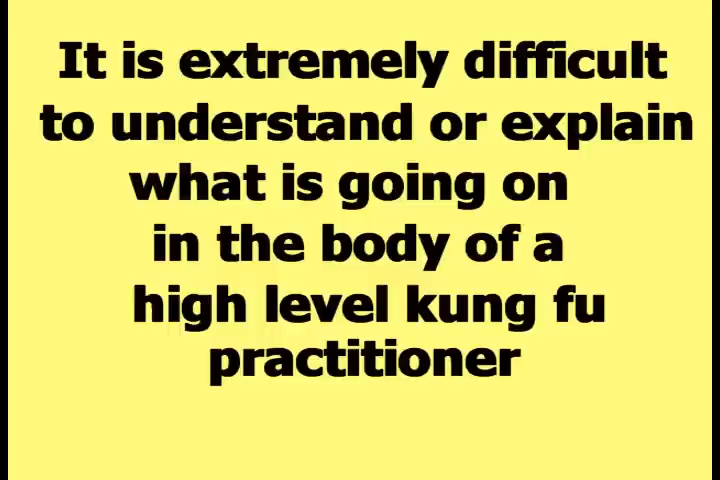 It is extremely difficult
to understand or explain
what is going on
in the body of a
high level kung fu
practitioner